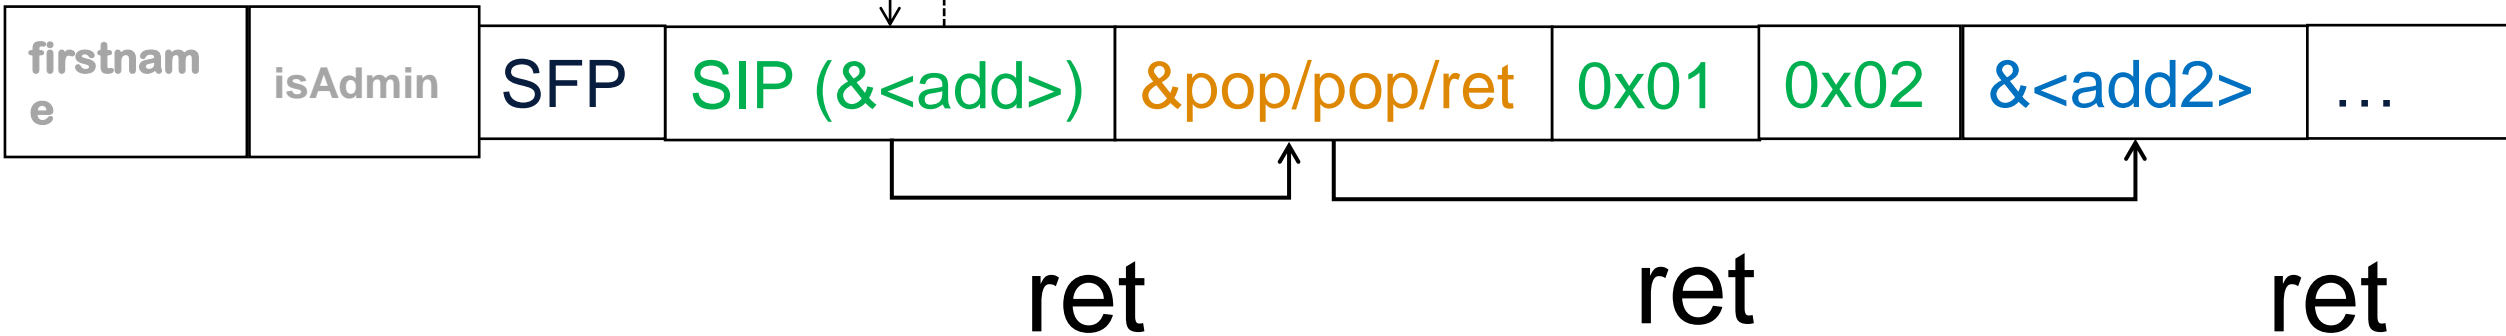 firstnam
e
isAdmin
SFP
SIP(&<add>)
&pop/pop/ret
0x01
0x02
&<add2>
...
ret
ret
ret